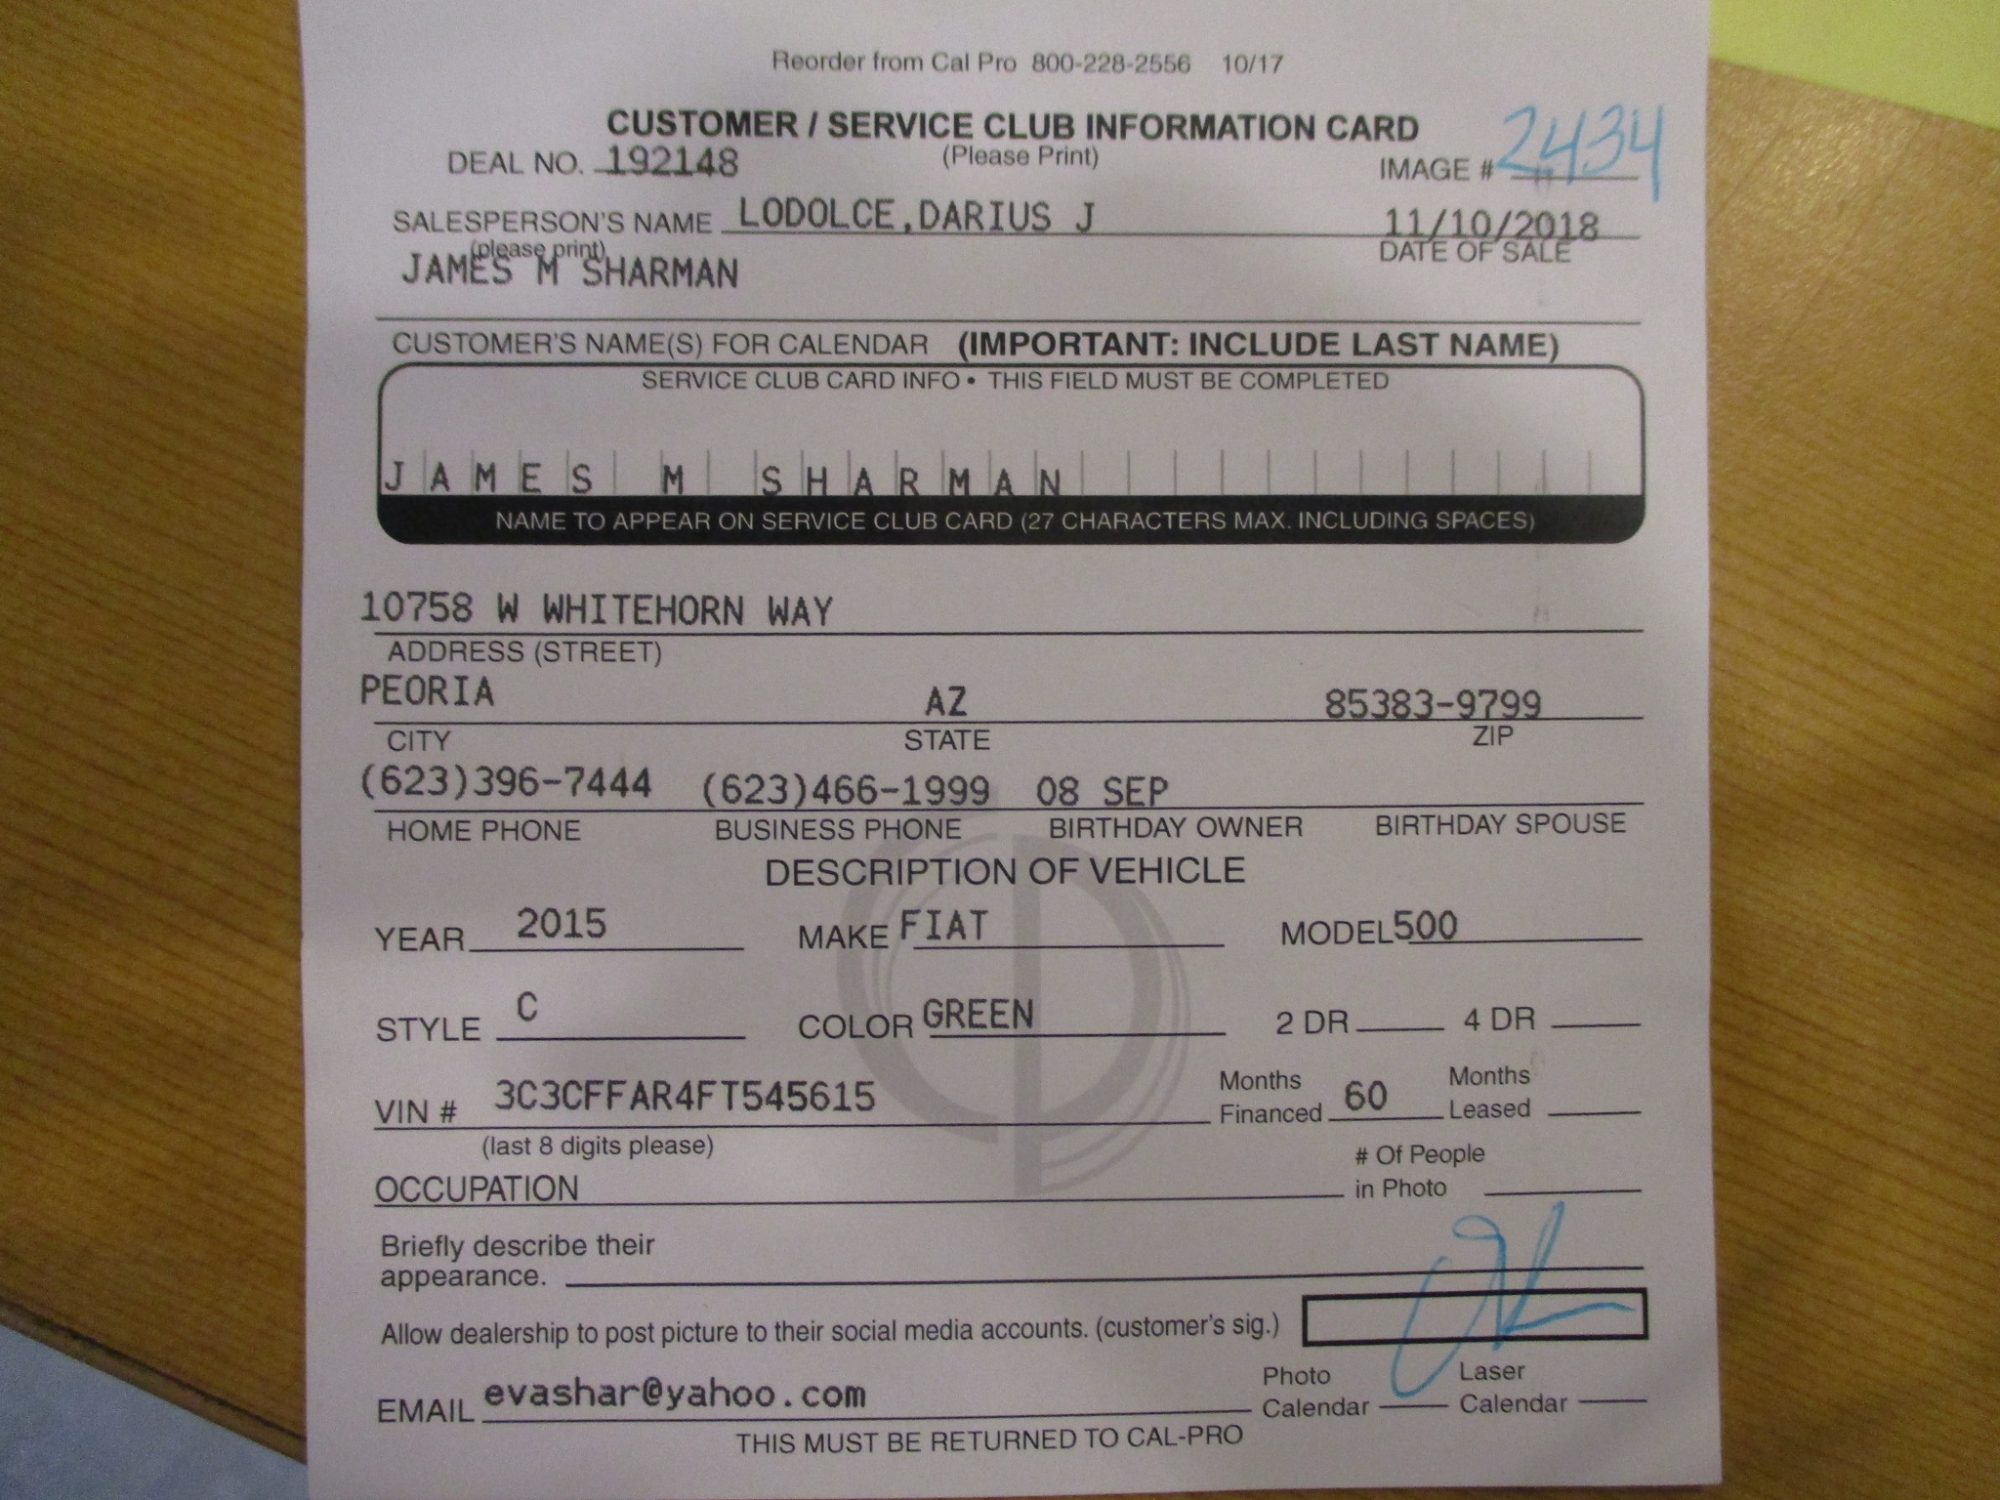 Reorder from Cal Pro 800-228-2556 10/17
CUSTOMER / SERVICE CLUB INFORMATION CARD
DEAL NO. 192148 (Please Print) IMAGE # 2434
SALESPERSON'S NAME LODOLCE,DARIUS J 11/10/2018
(please print) DATE OF SALE
JAMES M SHARMAN
CUSTOMER'S NAME(S) FOR CALENDAR (IMPORTANT: INCLUDE LAST NAME)
SERVICE CLUB CARD INFO • THIS FIELD MUST BE COMPLETED
J A M E S M S H A R M A N
NAME TO APPEAR ON SERVICE CLUB CARD (27 CHARACTERS MAX. INCLUDING SPACES)
10758 W WHITEHORN WAY
ADDRESS (STREET)
PEORIA AZ 85383-9799
CITY STATE ZIP
(623)396-7444 (623)466-1999 08 SEP
HOME PHONE BUSINESS PHONE BIRTHDAY OWNER BIRTHDAY SPOUSE
DESCRIPTION OF VEHICLE
YEAR 2015 MAKE FIAT MODEL 500
STYLE C COLOR GREEN 2 DR 4 DR
VIN # 3C3CFFAR4FT545615 Months Financed 60 Months Leased
(last 8 digits please)
OCCUPATION # Of People in Photo
Briefly describe their
appearance.
Allow dealership to post picture to their social media accounts. (customer's sig.)
EMAIL evashar@yahoo.com Photo Calendar Laser Calendar
THIS MUST BE RETURNED TO CAL-PRO